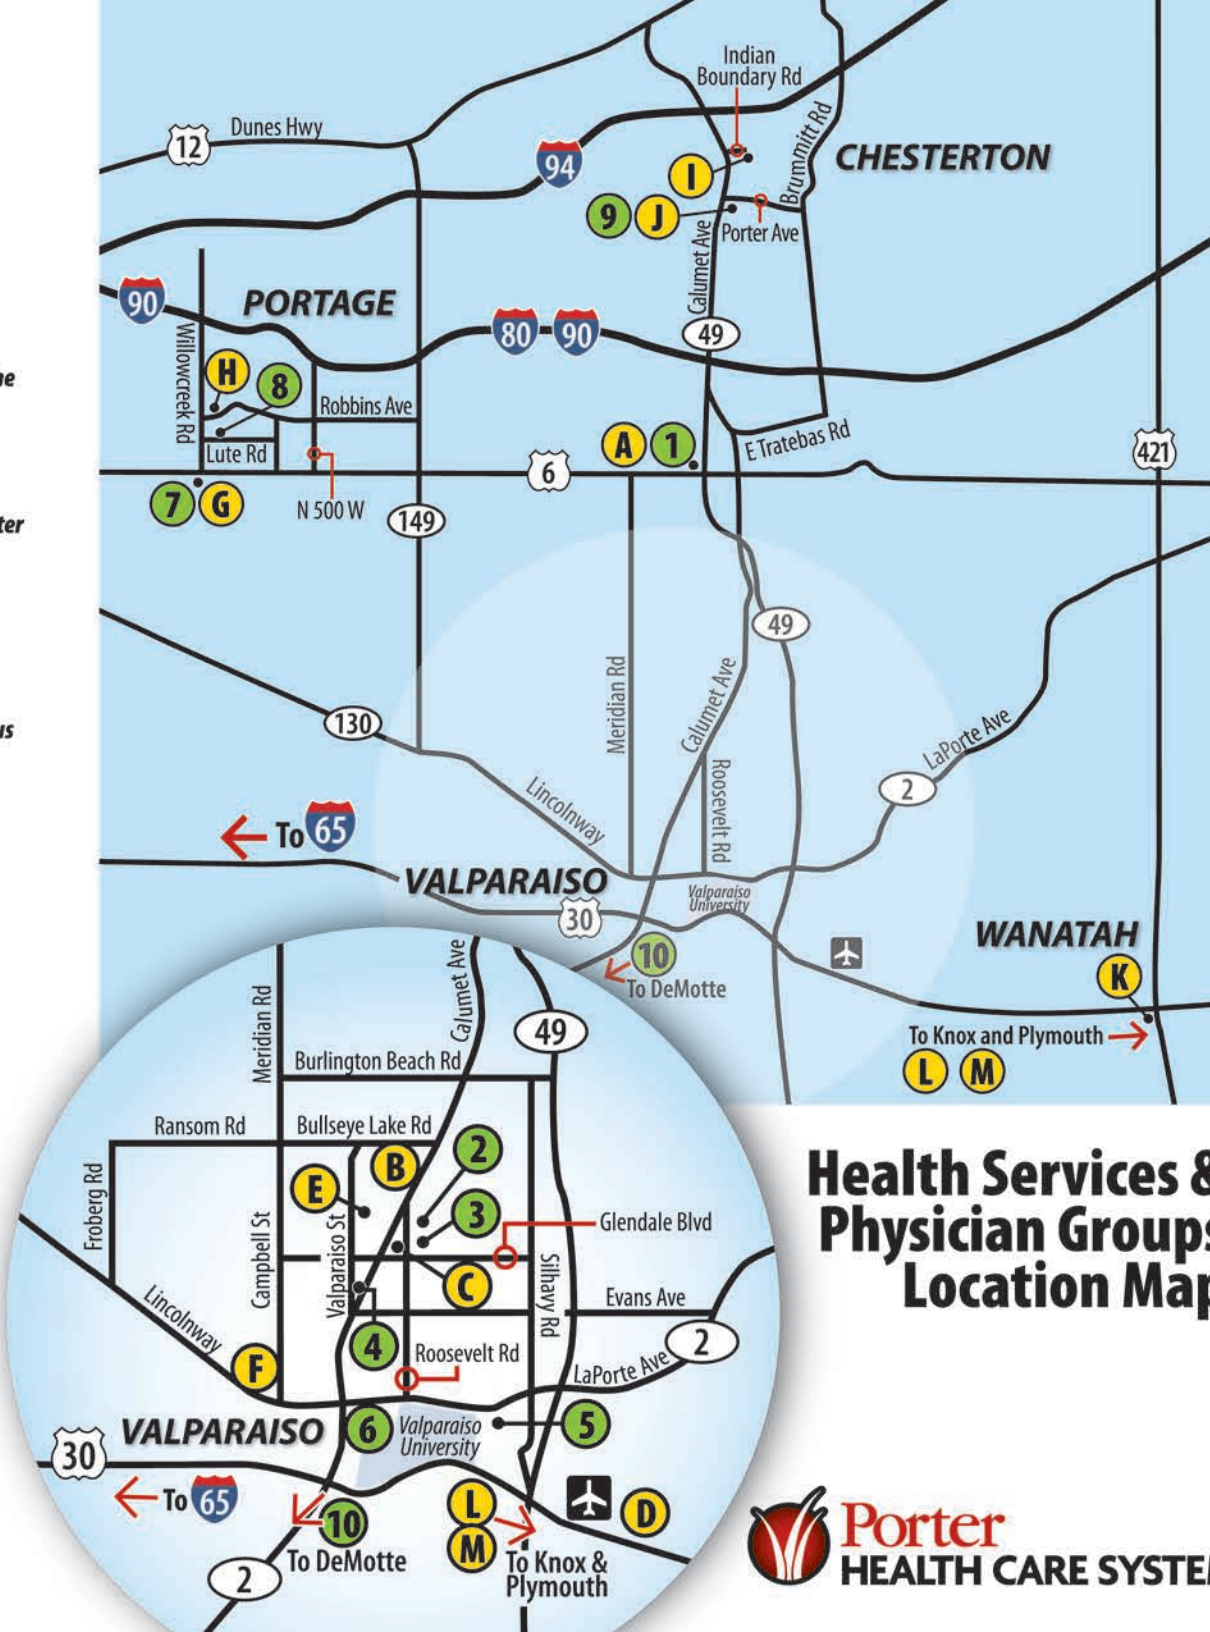 Indian
Boundary Rd
Dunes Hwy
12
94
Brummitt Rd
CHESTERTON
I
9
J
Porter Ave
Calumet Ave
90
PORTAGE
80
90
49
Willowcreek Rd
H
8
ne
Robbins Ave
A
1
E Tratebas Rd
421
Lute Rd
6
7
G
N 500 W
149
ter
49
Meridian Rd
Calumet Ave
130
us
LaPorte Ave
Roosevelt Rd
2
Lincolnway
To 65
VALPARAISO
Valparaiso
University
30
WANATAH
10
To DeMotte
K
To Knox and Plymouth
L
M
Calumet Ave
Meridian Rd
49
Burlington Beach Rd
Ransom Rd
Bullseye Lake Rd
2
B
E
Froberg Rd
3
Glendale Blvd
Campbell St
Valparaiso St
Silhavy Rd
C
Evans Ave
Lincolnway
4
2
Roosevelt Rd
F
LaPorte Ave
VALPARAISO
6
Valparaiso
University
5
30
To 65
L
D
10
M
To DeMotte
To Knox &
Plymouth
2
Health Services &
Physician Groups
Location Map
Porter
HEALTH CARE SYSTEM